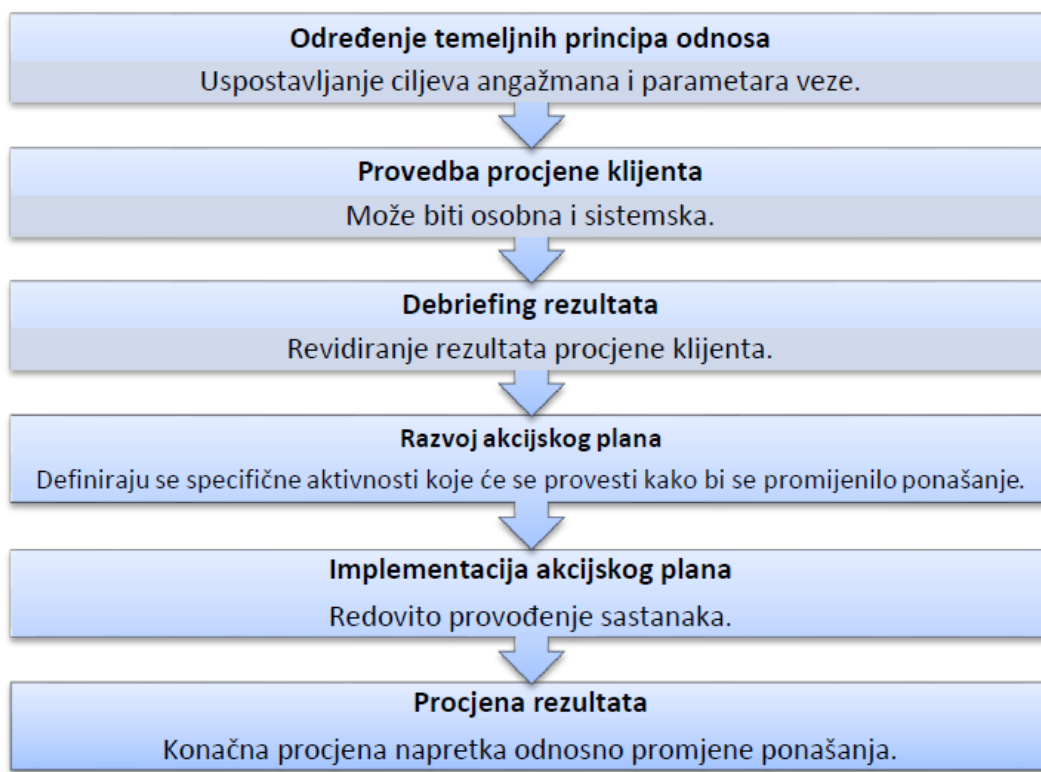 Određenje temeljnih principa odnosa
Uspostavljanje ciljeva angažmana i parametara veze.
Provedba procjene klijenta
Može biti osobna i sistemska.
Debriefing rezultata
Revidiranje rezultata procjene klijenta.
Razvoj akcijskog plana
Definiraju se specifične aktivnosti koje će se provesti kako bi se promijenilo ponašanje.
Implementacija akcijskog plana
Redovito provođenje sastanaka.
Procjena rezultata
Konačna procjena napretka odnosno promjene ponašanja.